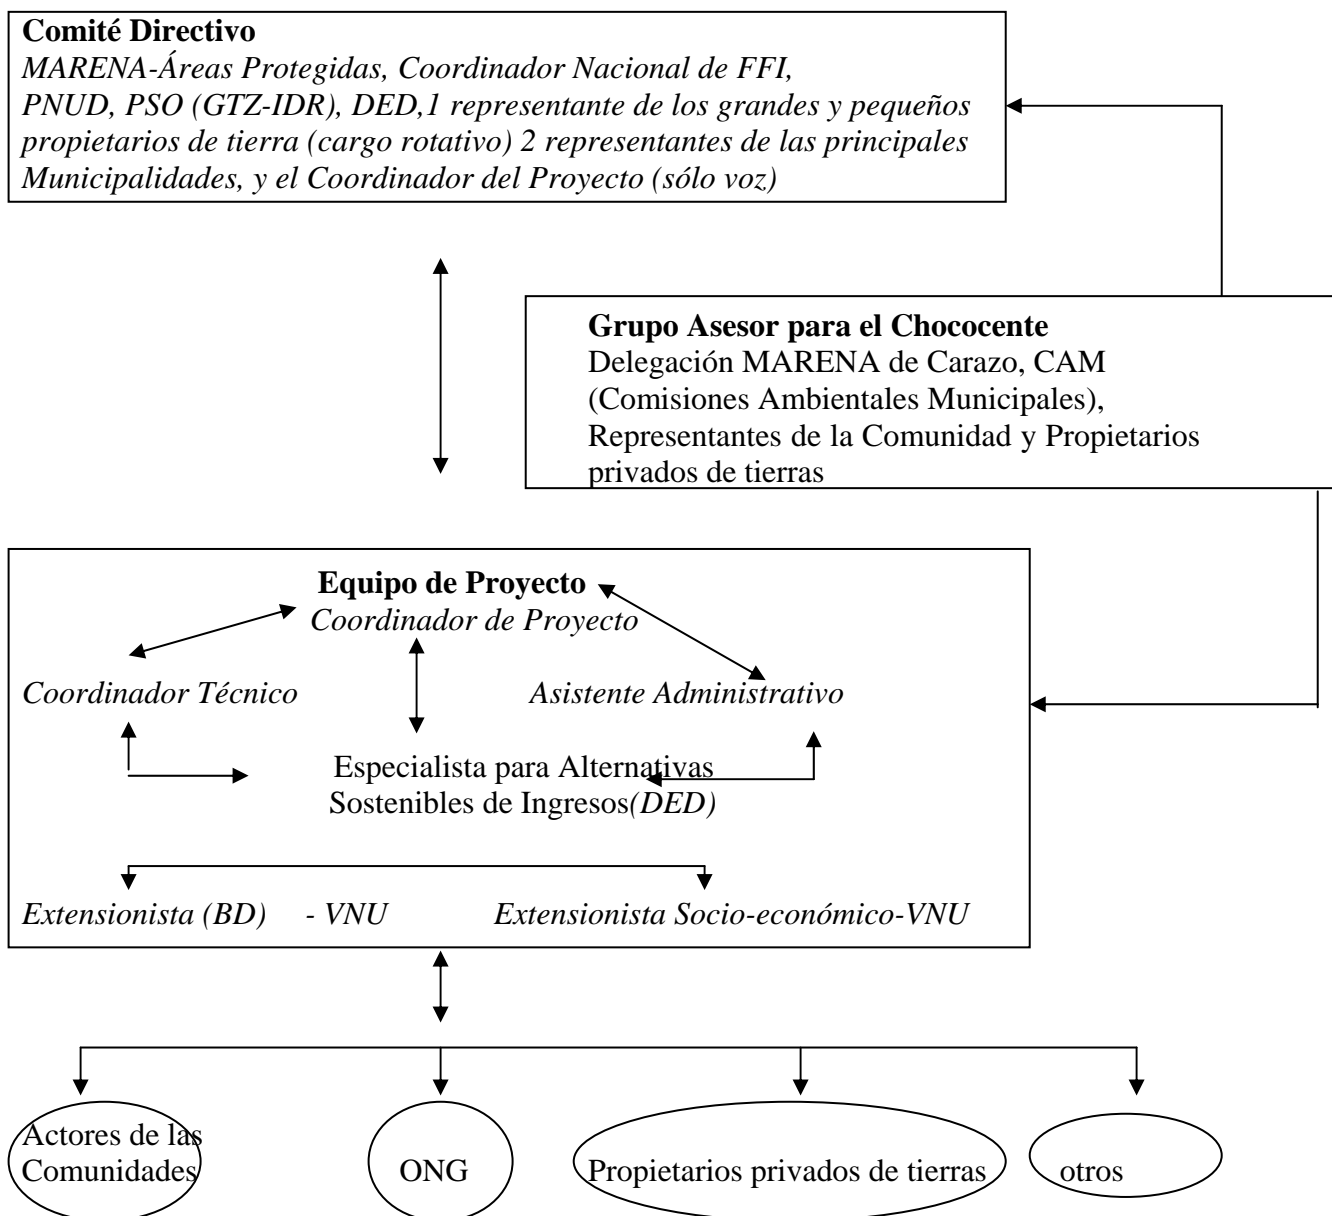 Comité Directivo
MARENA-Áreas Protegidas, Coordinador Nacional de FFI,
PNUD, PSO (GTZ-IDR), DED,1 representante de los grandes y pequeños
propietarios de tierra (cargo rotativo) 2 representantes de las principales
Municipalidades, y el Coordinador del Proyecto (sólo voz)
Grupo Asesor para el Chococente
Delegación MARENA de Carazo, CAM
(Comisiones Ambientales Municipales),
Representantes de la Comunidad y Propietarios
privados de tierras
Equipo de Proyecto
Coordinador de Proyecto
Coordinador Técnico
Asistente Administrativo
Especialista para Alternativas
Sostenibles de Ingresos(DED)
Extensionista (BD) - VNU
Extensionista Socio-económico-VNU
Actores de las
Comunidades
ONG
Propietarios privados de tierras
otros